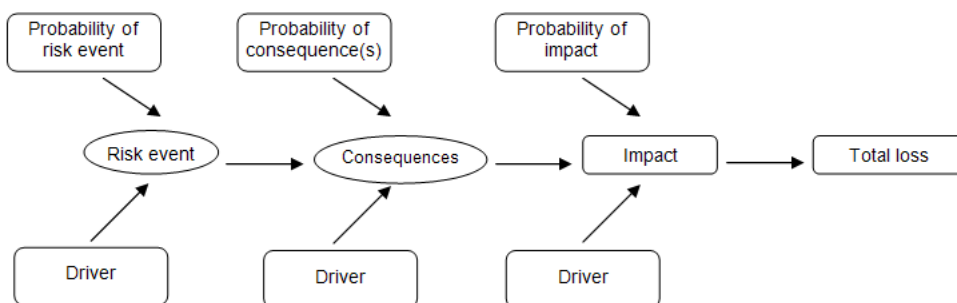 Probability of
risk event
Probability of
consequence(s)
Probability of
impact
Risk event
Consequences
Impact
Total loss
Driver
Driver
Driver